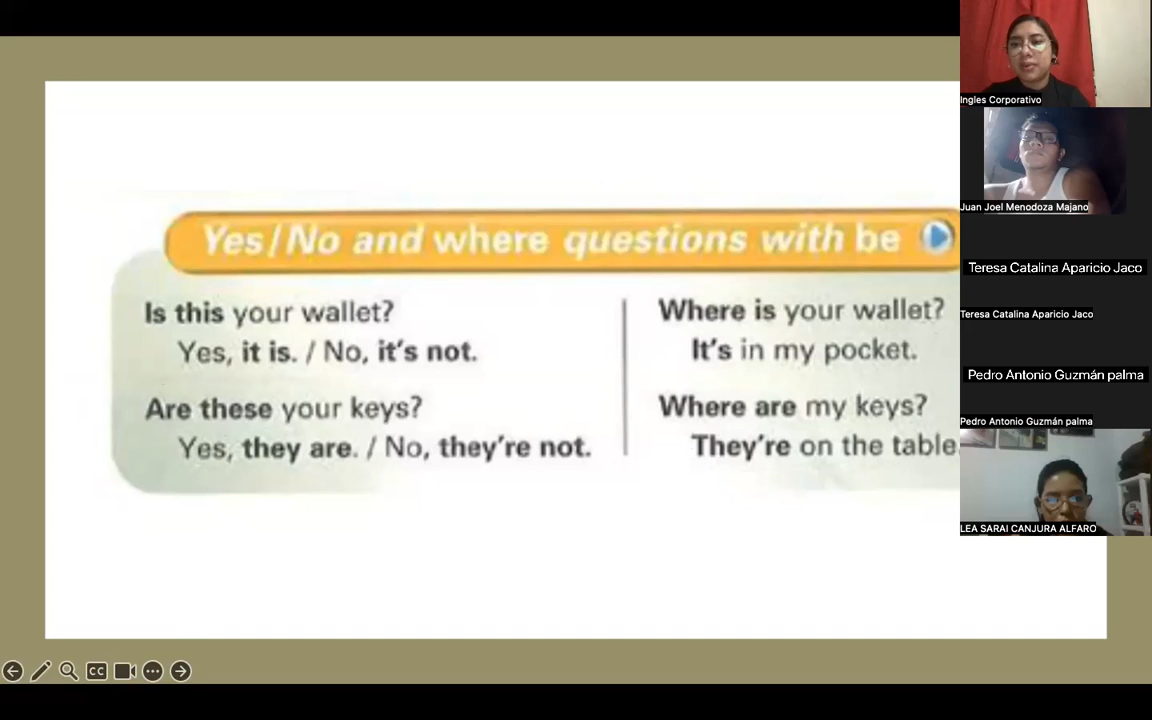 Yes/No and where questions with be
Is this your wallet?
Yes, it is. / No, it's not.
Are these your keys?
Yes, they are. / No, they're not.
Where is your wallet?
It's in my pocket.
Where are my keys?
They're on the table
CC
Ingles Corporativo
Juan Joel Menodoza Majano
Teresa Catalina Aparicio Jaco
Teresa Catalina Aparicio Jaco
Pedro Antonio Guzmán palma
Pedro Antonio Guzmán palma
LEA SARAI CANJURA ALFARO